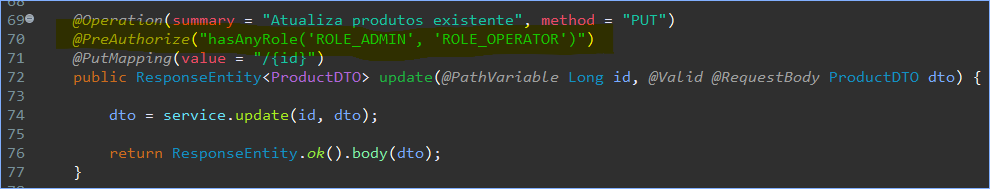 68
69 @Operation(summary = "Atualiza produtos existente", method = "PUT")
70 @PreAuthorize("hasAnyRole('ROLE_ADMIN', 'ROLE_OPERATOR')")
71 @PutMapping(value = "/{id}")
72 public ResponseEntity<ProductDTO> update(@PathVariable Long id, @Valid @RequestBody ProductDTO dto) {
73
74 dto = service.update(id, dto);
75
76 return ResponseEntity.ok().body(dto);
77 }